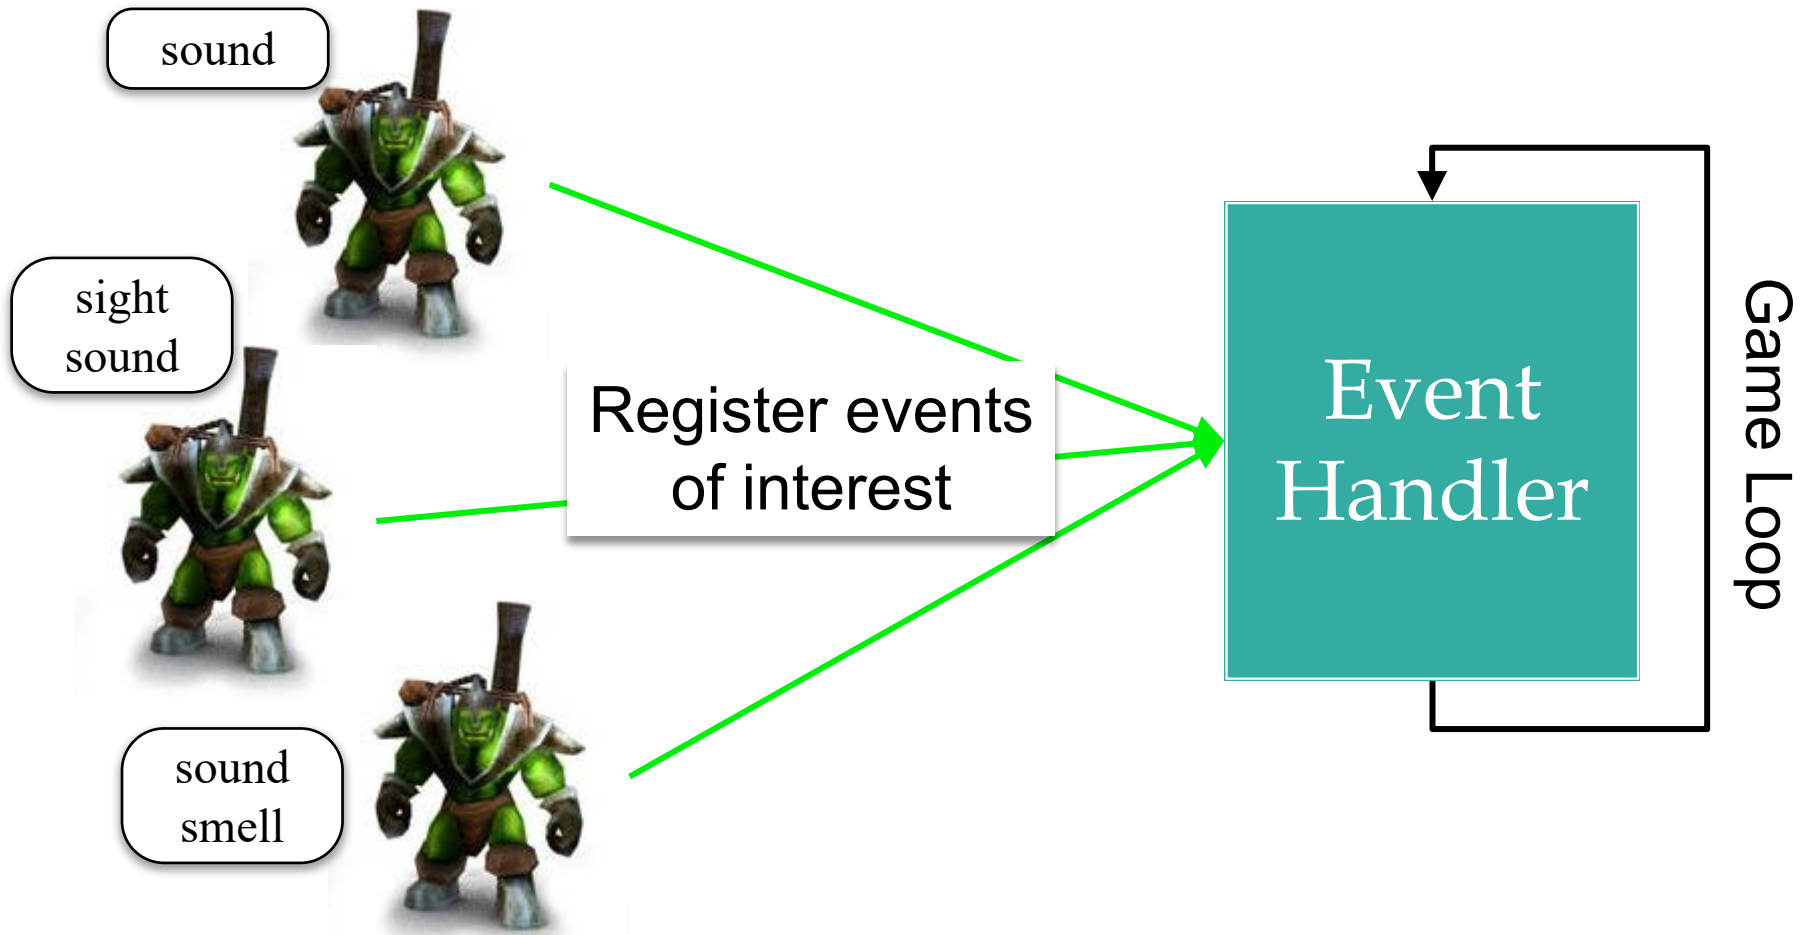 sound
sight
sound
sound
smell
Register events
of interest
Event
Handler
Game Loop